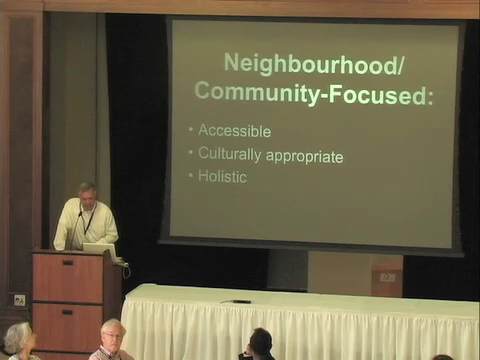 Neighbourhood/
Community-Focused:
• Accessible
• Culturally appropriate
• Holistic